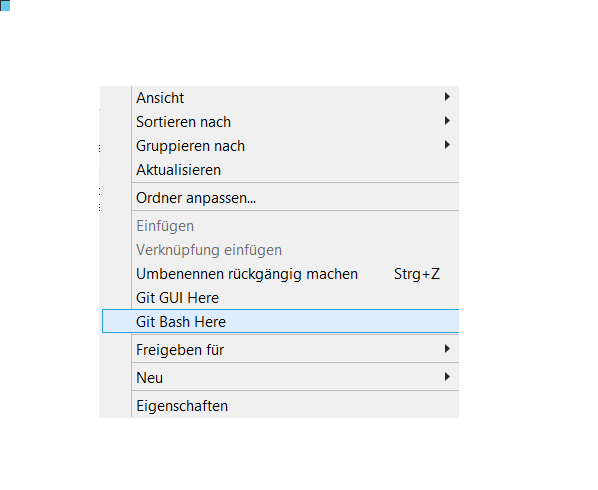 Ansicht
Sortieren nach
Gruppieren nach
Aktualisieren
Ordner anpassen...
Einfügen
Verknüpfung einfügen
Umbenennen rückgängig machen Strg+Z
Git GUI Here
Git Bash Here
Freigeben für
Neu
Eigenschaften